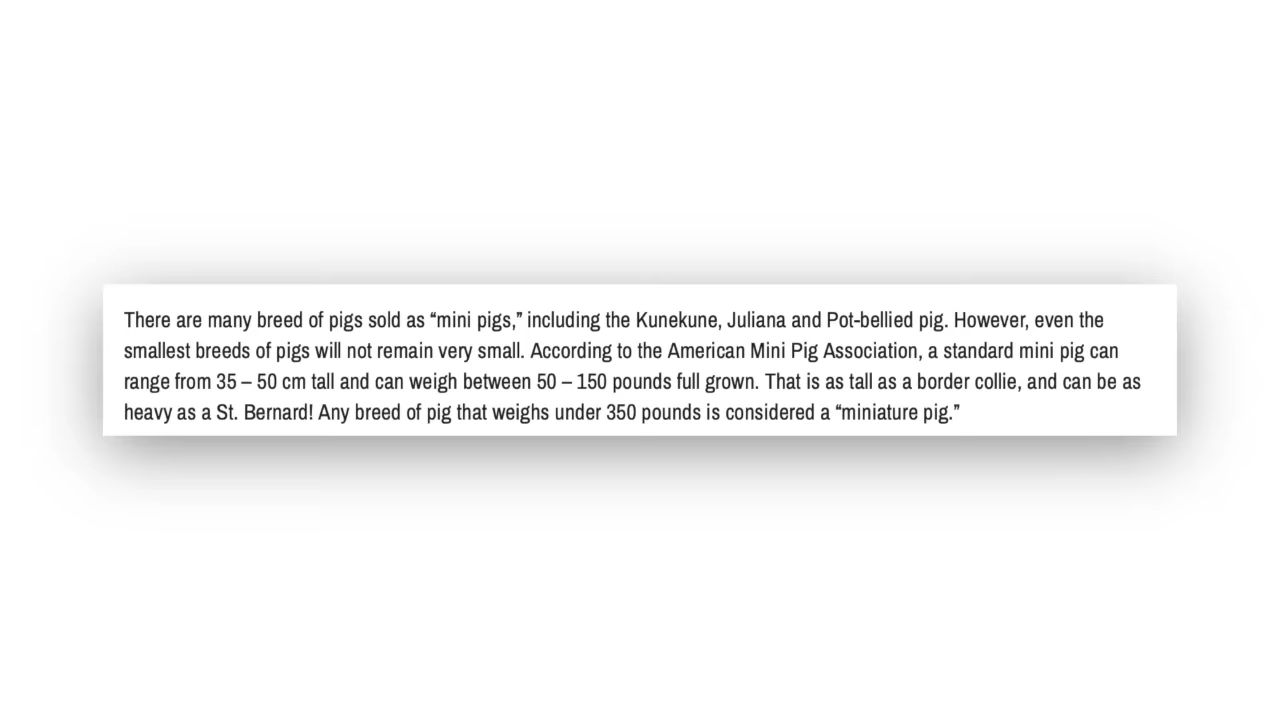 There are many breed of pigs sold as “mini pigs,” including the Kunekune, Juliana and Pot-bellied pig. However, even the
smallest breeds of pigs will not remain very small. According to the American Mini Pig Association, a standard mini pig can
range from 35 – 50 cm tall and can weigh between 50 – 150 pounds full grown. That is as tall as a border collie, and can be as
heavy as a St. Bernard! Any breed of pig that weighs under 350 pounds is considered a “miniature pig.”